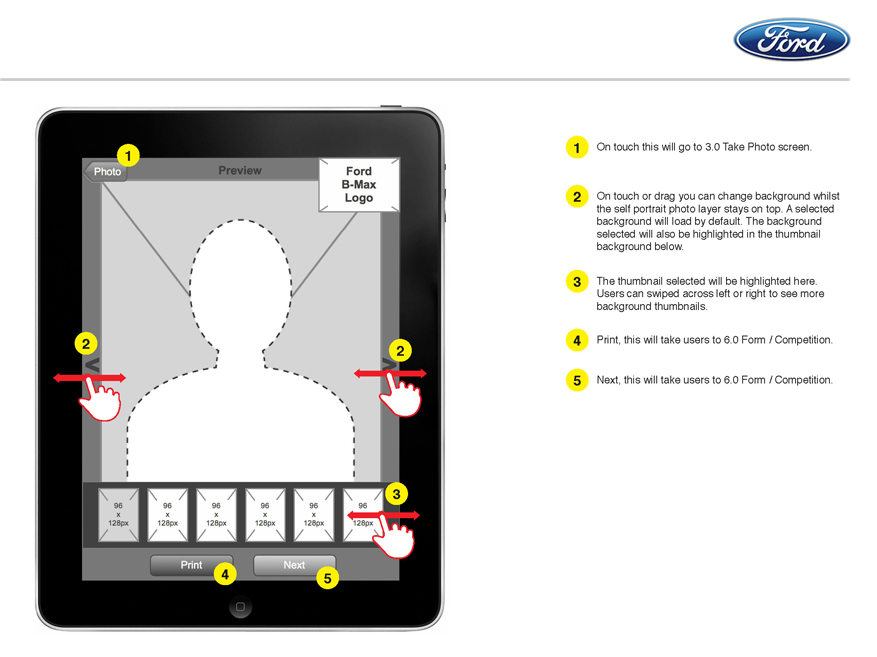 Ford
1
Photo
Preview
Ford
B-Max
Logo
2
2
<
>
96
x
128px
96
x
128px
96
x
128px
96
x
128px
96
x
128px
96
x
128px
3
Print
4
Next
5
1
On touch this will go to 3.0 Take Photo screen.
2
On touch or drag you can change background whilst
the self portrait photo layer stays on top. A selected
background will load by default. The background
selected will also be highlighted in the thumbnail
background below.
3
The thumbnail selected will be highlighted here.
Users can swiped across left or right to see more
background thumbnails.
4
Print, this will take users to 6.0 Form / Competition.
5
Next, this will take users to 6.0 Form / Competition.